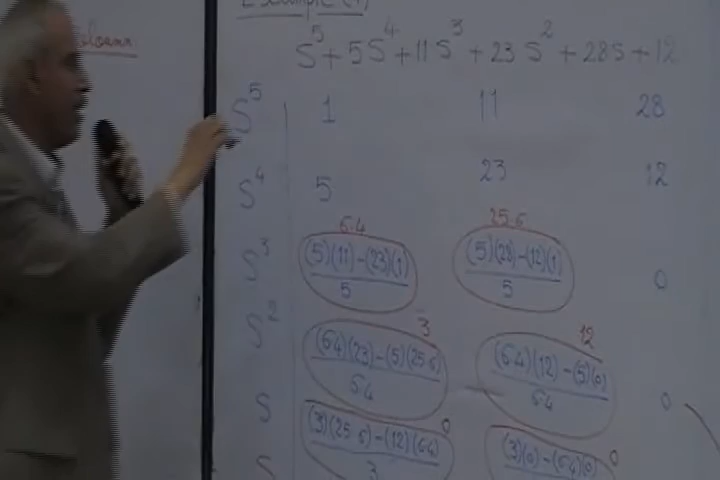 Example (1)
S⁵ + 5S⁴ + 11S³ + 23S² + 28S + 12
S⁵ 1 11 28
S⁴ 5 23 12
6.4 25.6
S³ (5)(11)-(23)(1) / 5 (5)(28)-(12)(1) / 5 0
3 12
S² (6.4)(23)-(5)(25.6) / 6.4 (6.4)(12)-(5)(0) / 6.4 0
0 0
S (3)(25.6)-(12)(6.4) / 3 (3)(0)-(6.4)(0)
S